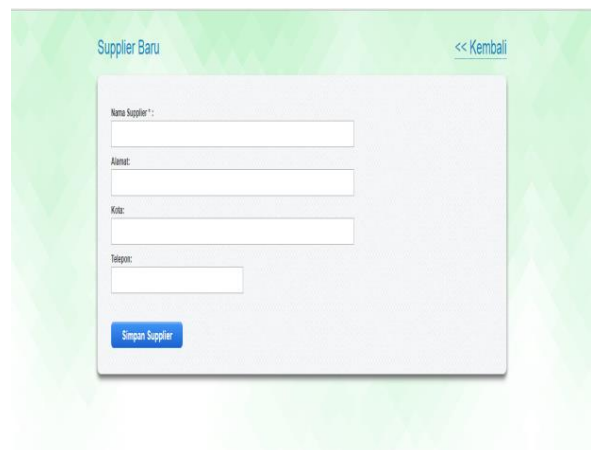 Supplier Baru
<< Kembali
Nama Supplier * :
Alamat:
Kota:
Telepon:
Simpan Supplier